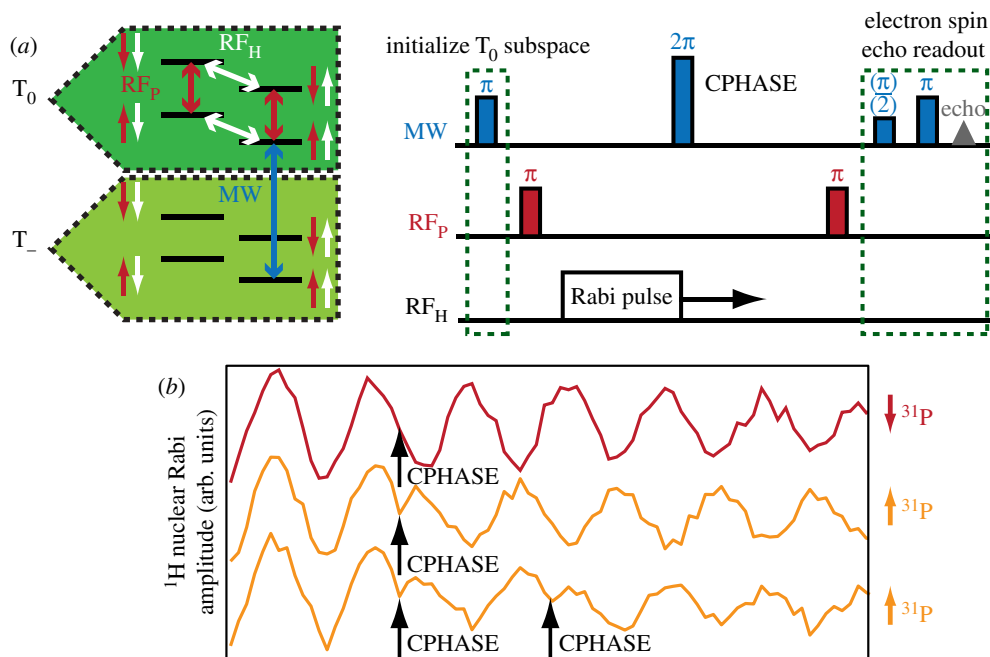 (a)
T0
RFH
RFP
MW
T–
initialize T0 subspace
electron spin
echo readout
2π
CPHASE
π
(π/2)
π
echo
MW
π
π
RFP
Rabi pulse
RFH
(b)
1H nuclear Rabi
amplitude (arb. units)
31P
CPHASE
31P
CPHASE
31P
CPHASE
CPHASE